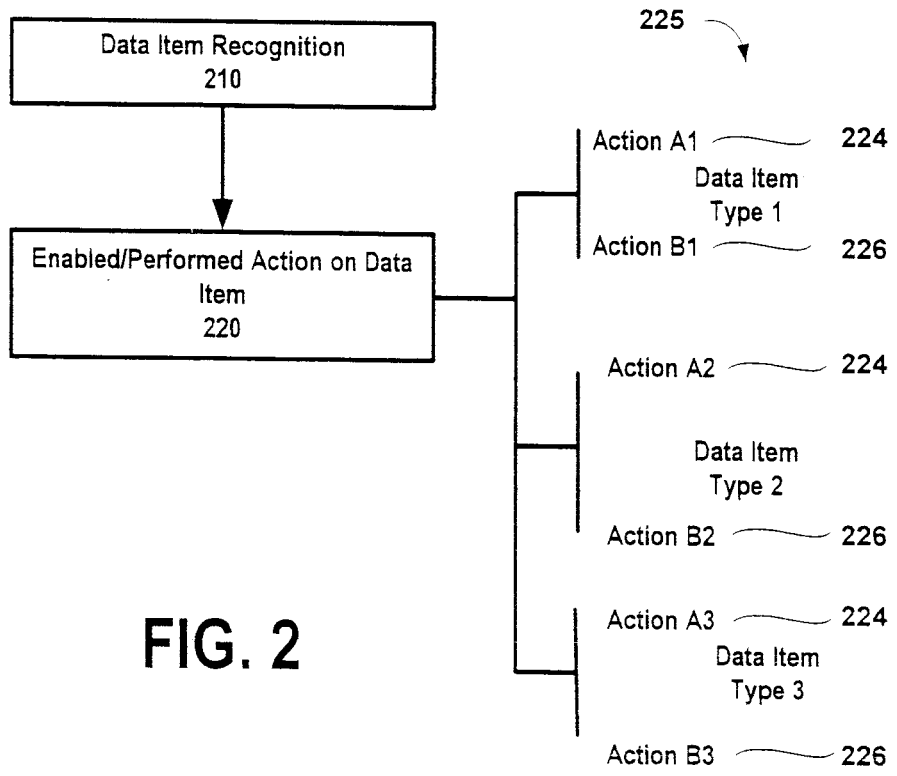 225
Data Item Recognition
210
Action A1 224
Data Item
Type 1
Action B1 226
Enabled/Performed Action on Data
Item
220
Action A2 224
Data Item
Type 2
Action B2 226
Action A3 224
Data Item
Type 3
Action B3 226
FIG. 2